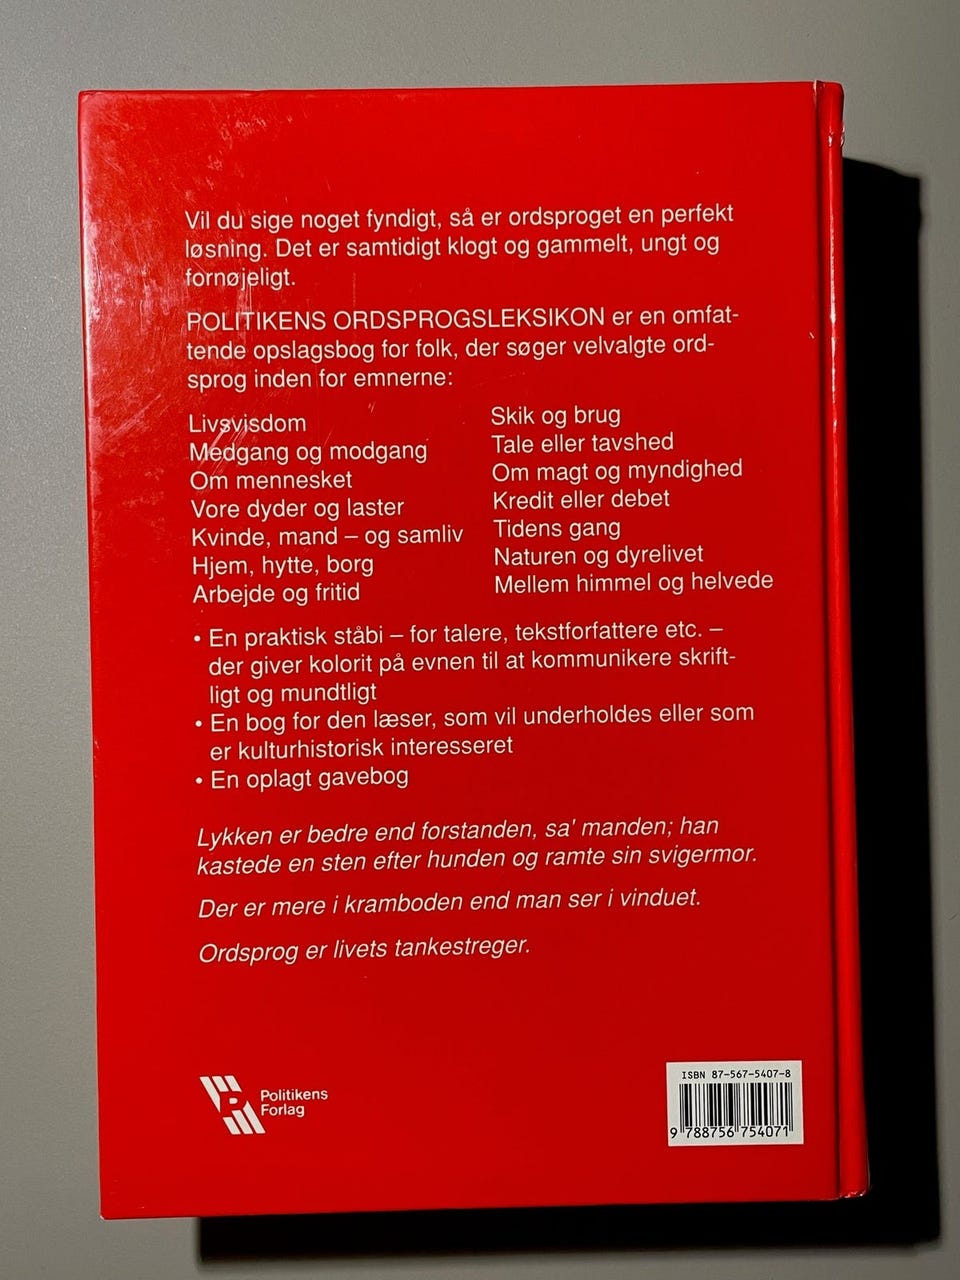 Vil du sige noget fyndigt, så er ordsproget en perfekt
løsning. Det er samtidigt klogt og gammelt, ungt og
fornøjeligt.
POLITIKENS ORDSPROGSLEKSIKON er en omfat-
tende opslagsbog for folk, der søger velvalgte ord-
sprog inden for emnerne:
Livsvisdom
Medgang og modgang
Om mennesket
Vore dyder og laster
Kvinde, mand – og samliv
Hjem, hytte, borg
Arbejde og fritid
Skik og brug
Tale eller tavshed
Om magt og myndighed
Kredit eller debet
Tidens gang
Naturen og dyrelivet
Mellem himmel og helvede
• En praktisk ståbi – for talere, tekstforfattere etc. –
der giver kolorit på evnen til at kommunikere skrift-
ligt og mundtligt
• En bog for den læser, som vil underholdes eller som
er kulturhistorisk interesseret
• En oplagt gavebog
Lykken er bedre end forstanden, sa' manden; han
kastede en sten efter hunden og ramte sin svigermor.
Der er mere i kramboden end man ser i vinduet.
Ordsprog er livets tankestreger.
P
Politikens
Forlag
ISBN 87-567-5407-8
9 788756 754071